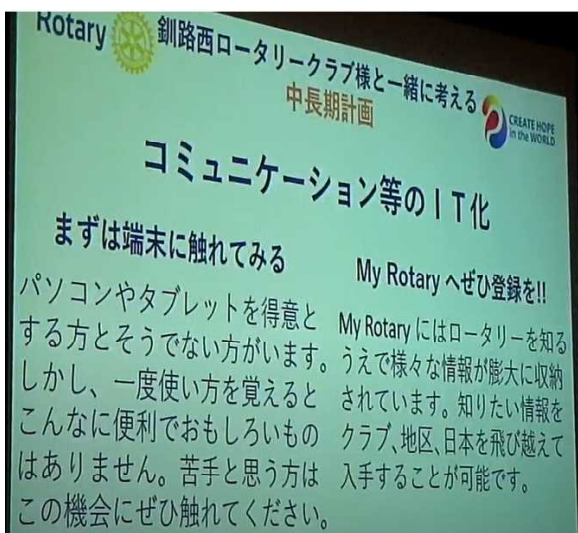 Rotary 釧路西ロータリークラブ様と一緒に考える
中長期計画
CREATE HOPE
in the WORLD
コミュニケーション等のIT化
まずは端末に触れてみる
パソコンやタブレットを得意と
する方とそうでない方がいます。
しかし、一度使い方を覚えると
こんなに便利でおもしろいもの
はありません。苦手と思う方は
この機会にぜひ触れてください。
My Rotary へぜひ登録を!!
My Rotary にはロータリーを知る
うえで様々な情報が膨大に収納
されています。知りたい情報を
クラブ、地区、日本を飛び越えて
入手することが可能です。